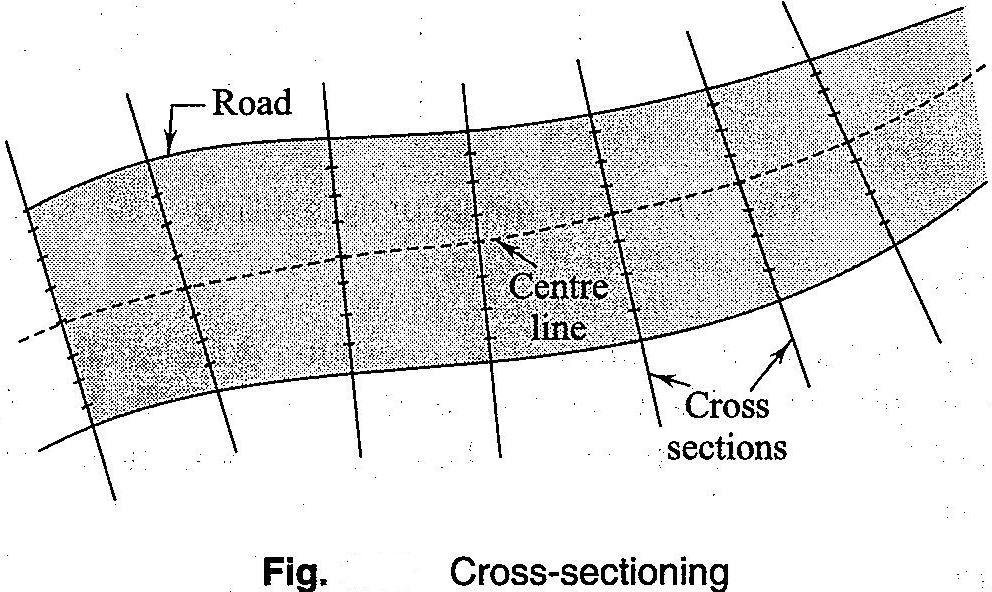 Road
Centre
line
Cross
sections
Fig. Cross-sectioning